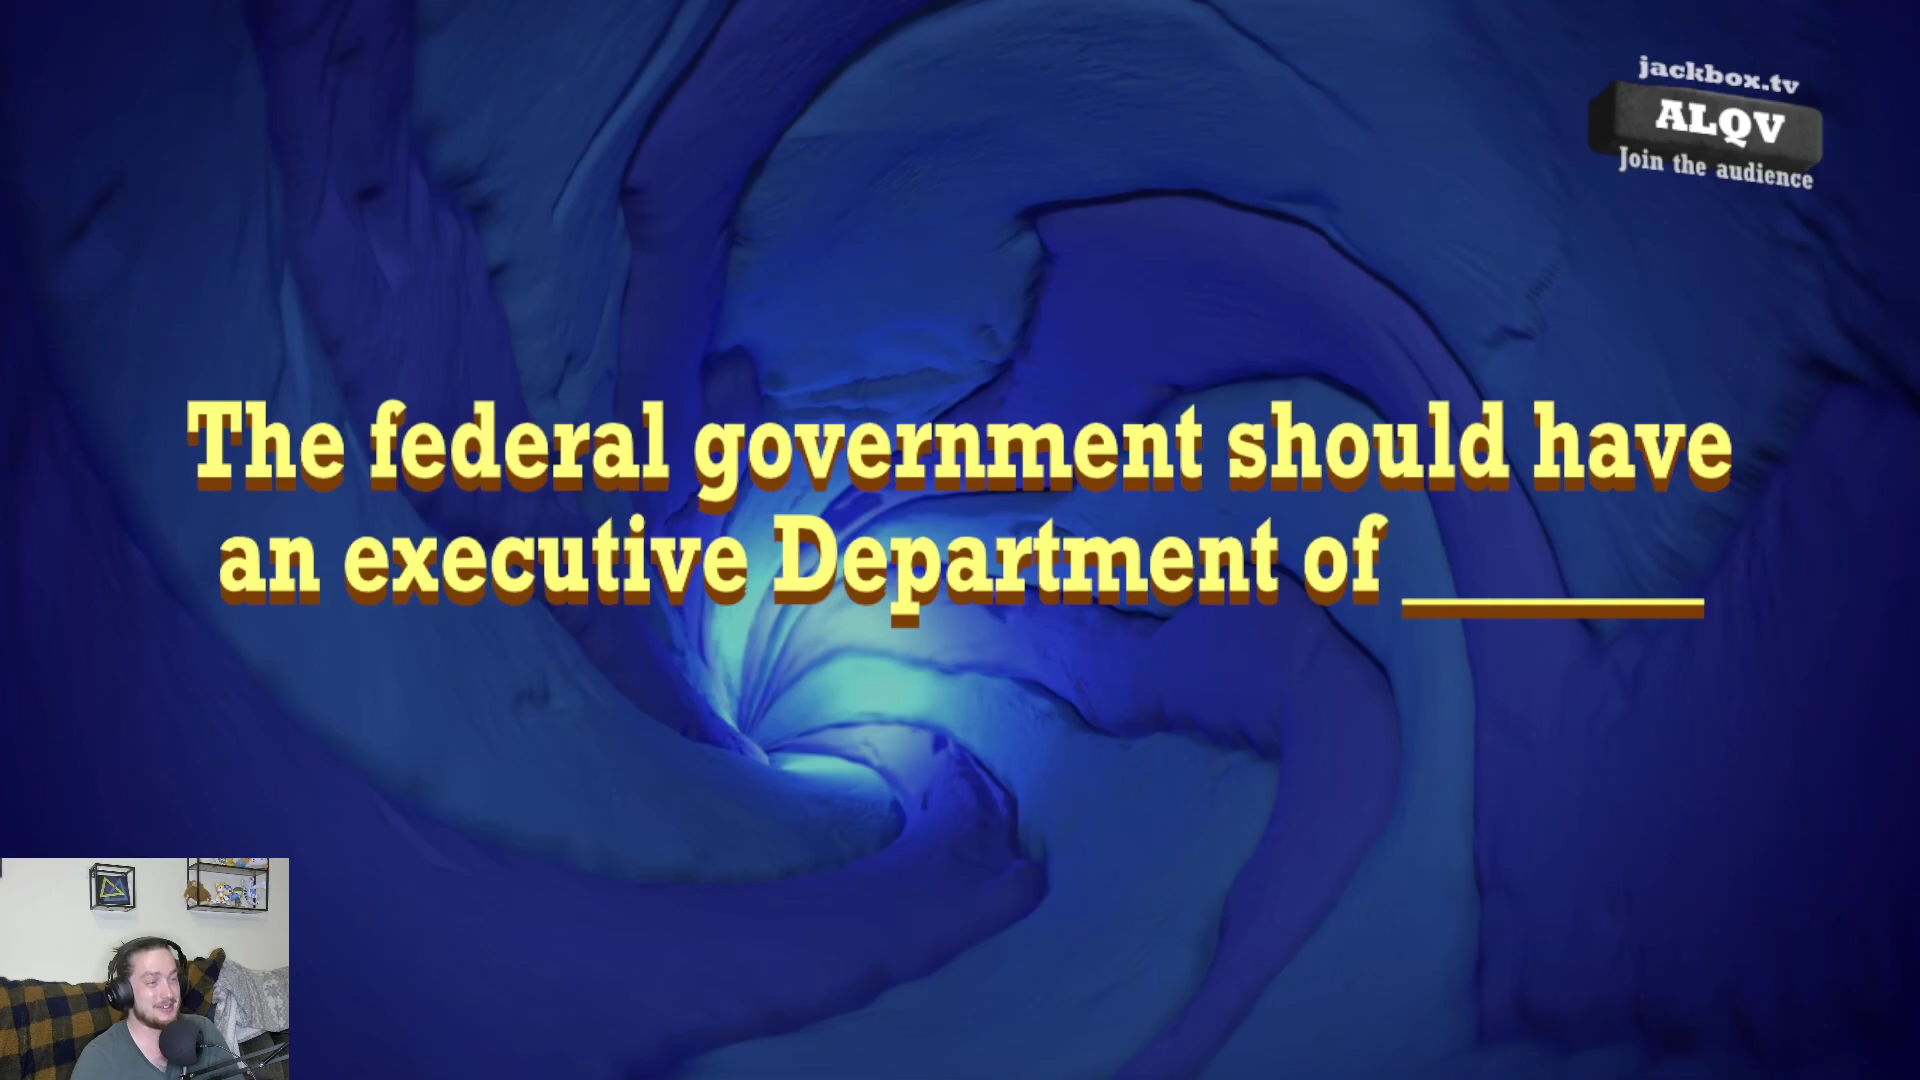 jackbox.tv
ALQV
Join the audience
The federal government should have
an executive Department of ________